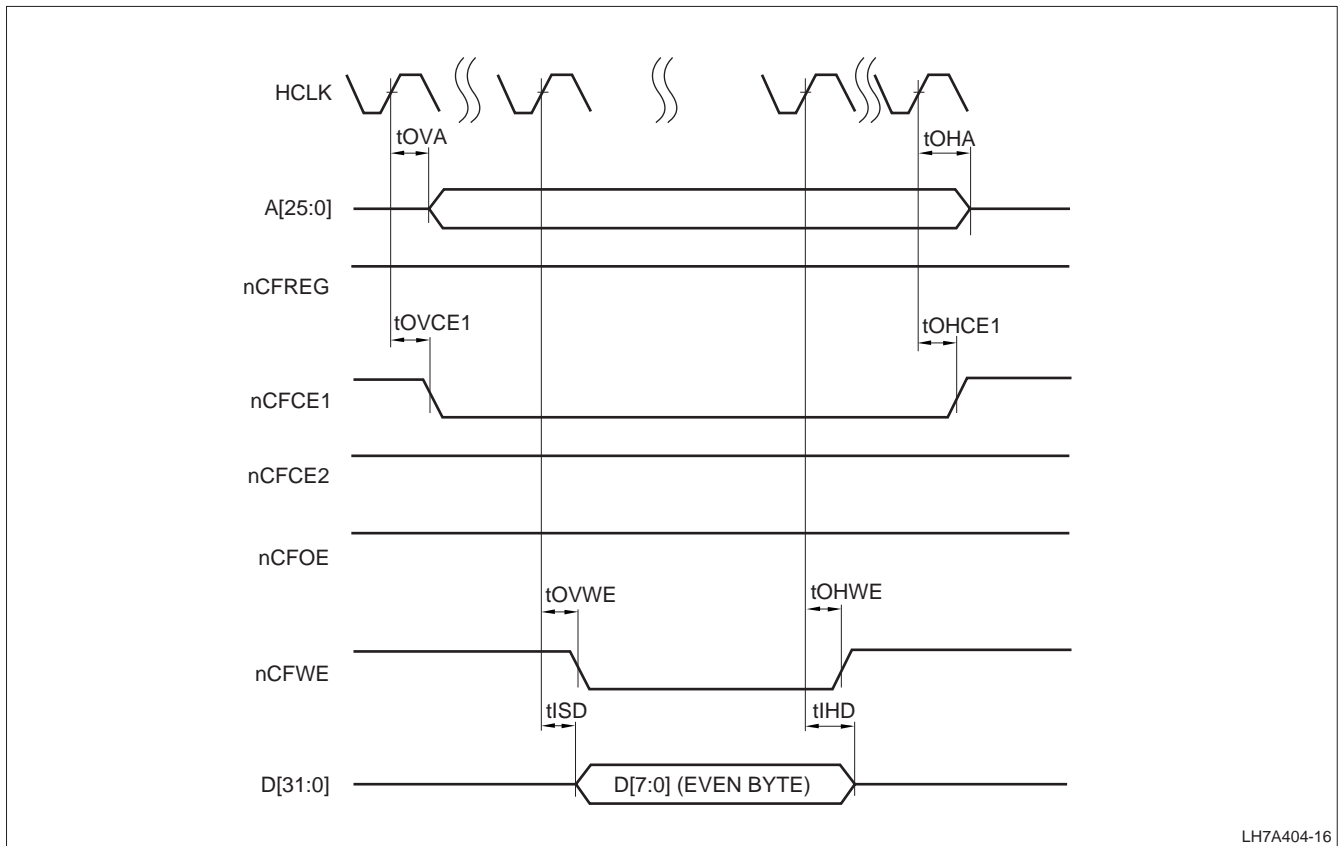 HCLK
tOVA
tOHA
A[25:0]
nCFREG
tOVCE1
tOHCE1
nCFCE1
nCFCE2
nCFOE
tOVWE
tOHWE
nCFWE
tISD
tIHD
D[31:0]
D[7:0] (EVEN BYTE)
LH7A404-16